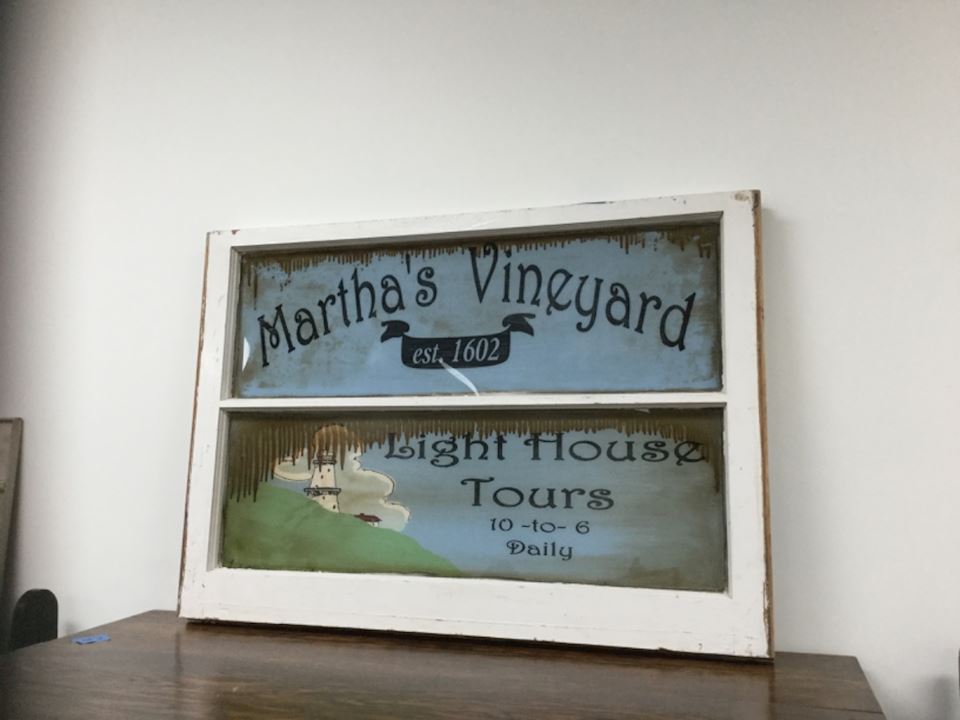 Martha's Vineyard
est. 1602
Light House
Tours
10 -to- 6
Daily